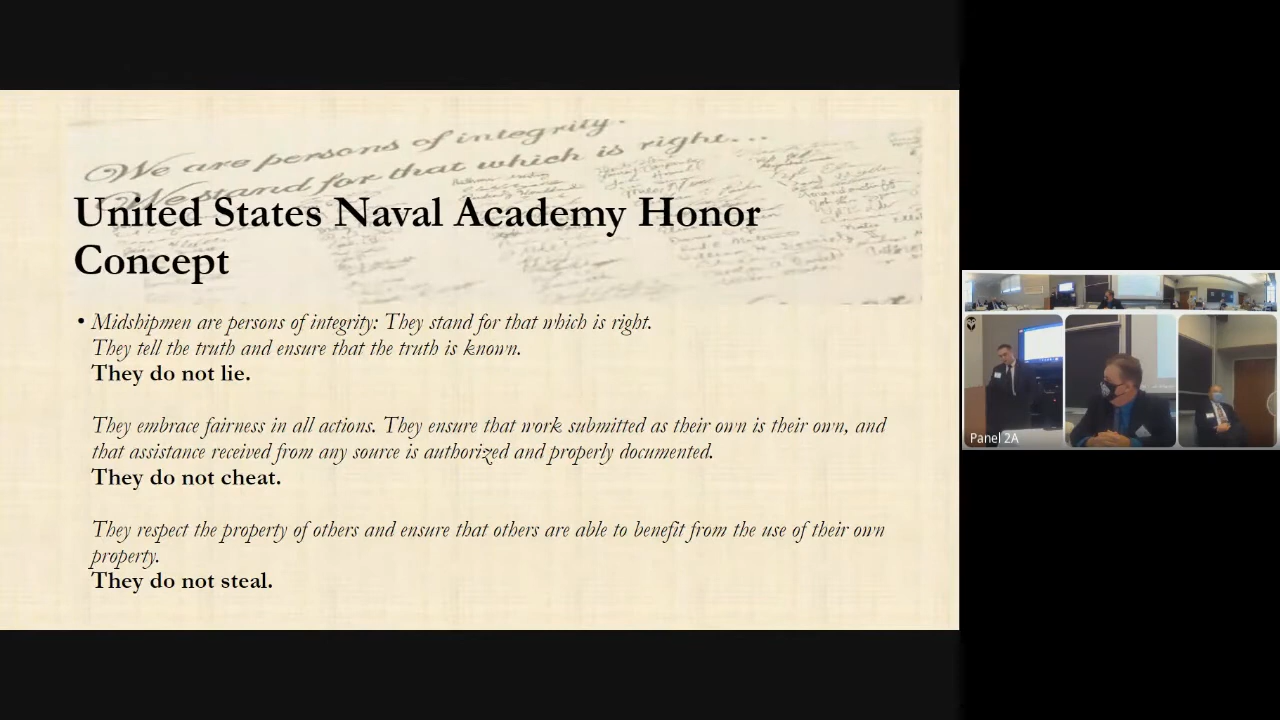 We are persons of integrity.
We stand for that which is right...
United States Naval Academy Honor
Concept
• Midshipmen are persons of integrity: They stand for that which is right.
They tell the truth and ensure that the truth is known.
They do not lie.
They embrace fairness in all actions. They ensure that work submitted as their own is their own, and
that assistance received from any source is authorized and properly documented.
They do not cheat.
They respect the property of others and ensure that others are able to benefit from the use of their own
property.
They do not steal.
Panel 2A